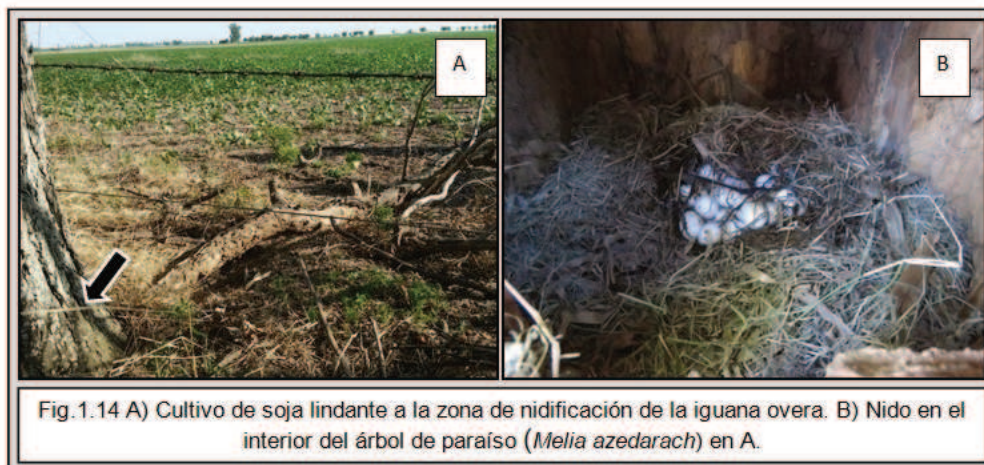 A
B
Fig.1.14 A) Cultivo de soja lindante a la zona de nidificación de la iguana overa. B) Nido en el
interior del árbol de paraíso (Melia azedarach) en A.